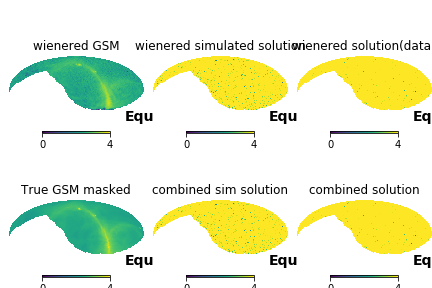 wienered GSM
wienered simulated solution
wienered solution(data
Equ
Equ
Eq
0 4
0 4
0 4
True GSM masked
combined sim solution
combined solution
Equ
Equ
Eq
0 4
0 4
0 4